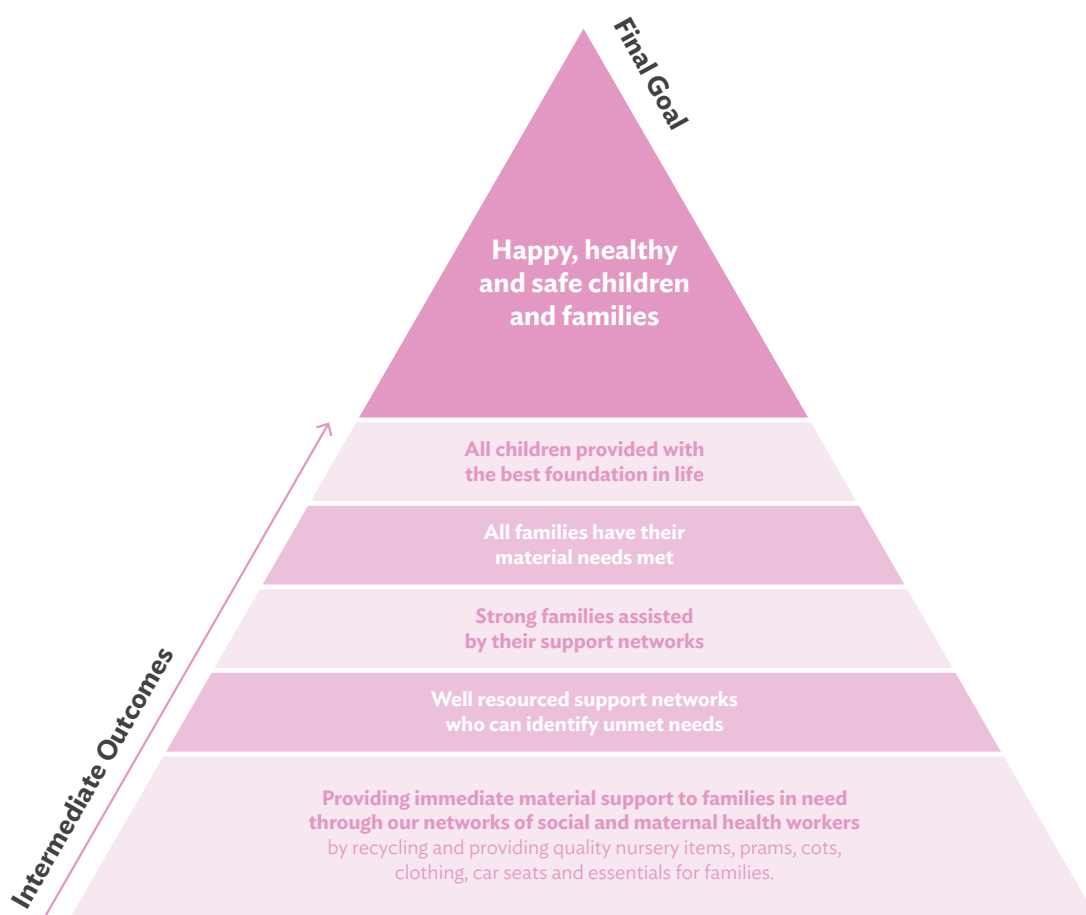 Final Goal
Happy, healthy
and safe children
and families
All children provided with
the best foundation in life
All families have their
material needs met
Strong families assisted
by their support networks
Well resourced support networks
who can identify unmet needs
Intermediate Outcomes
Providing immediate material support to families in need
through our networks of social and maternal health workers
by recycling and providing quality nursery items, prams, cots,
clothing, car seats and essentials for families.